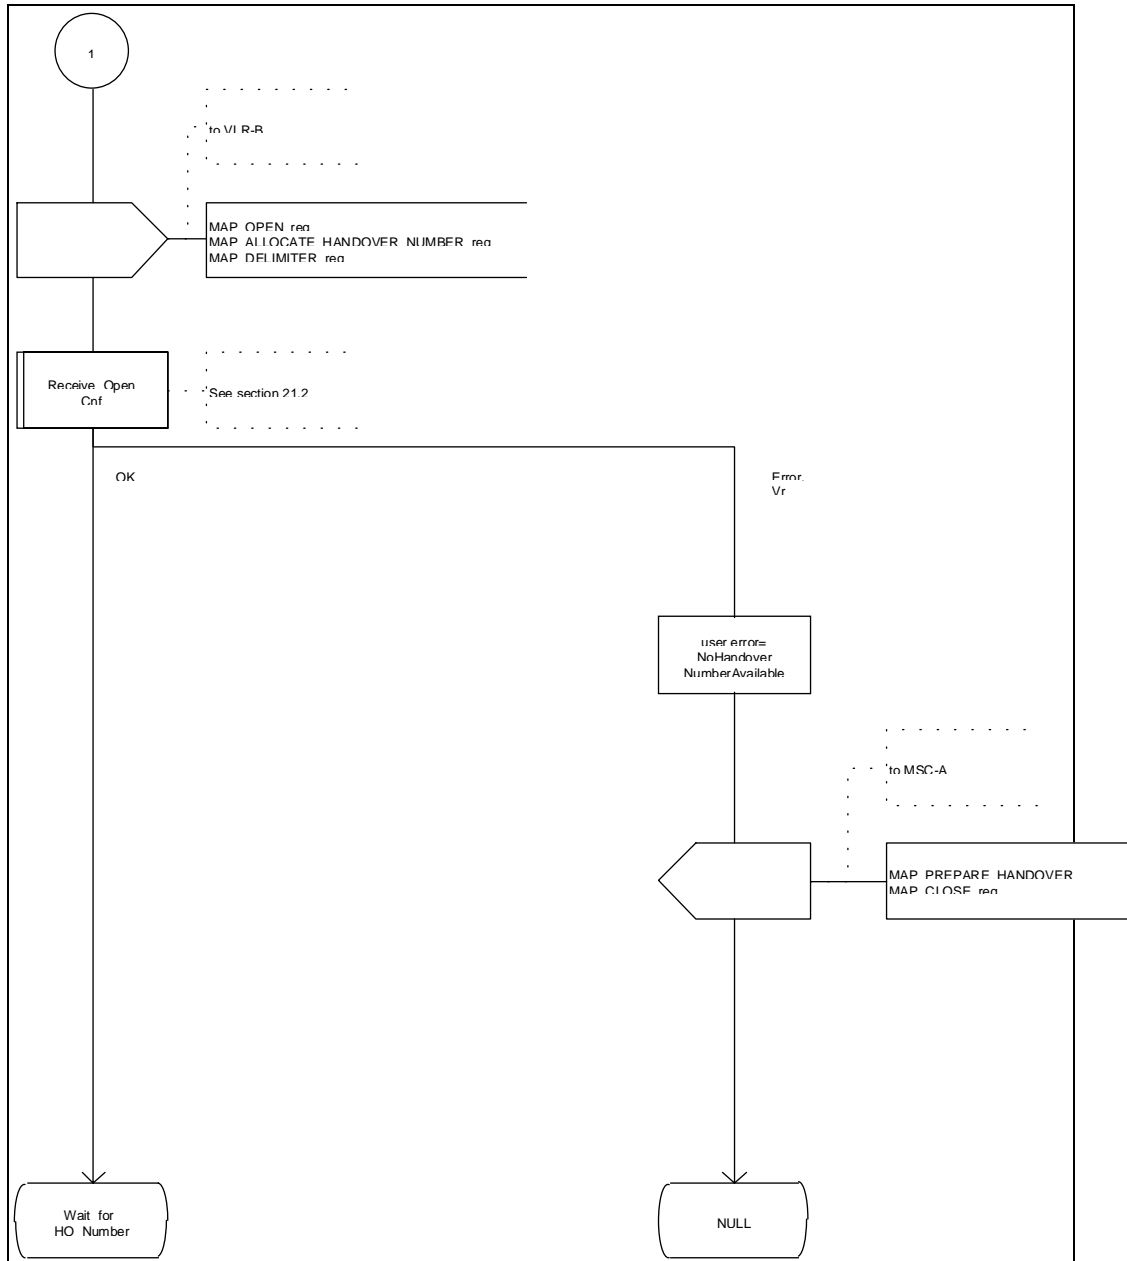 1
to VLR-B
MAP_OPEN_req
MAP_ALLOCATE_HANDOVER_NUMBER_req
MAP_DELIMITER_req
Receive_Open_
Cnf
See section 21.2
OK
Error,
Vr
user error=
NoHandover
NumberAvailable
to MSC-A
MAP_PREPARE_HANDOVER
MAP_CLOSE_req
Wait_for_
HO_Number
NULL